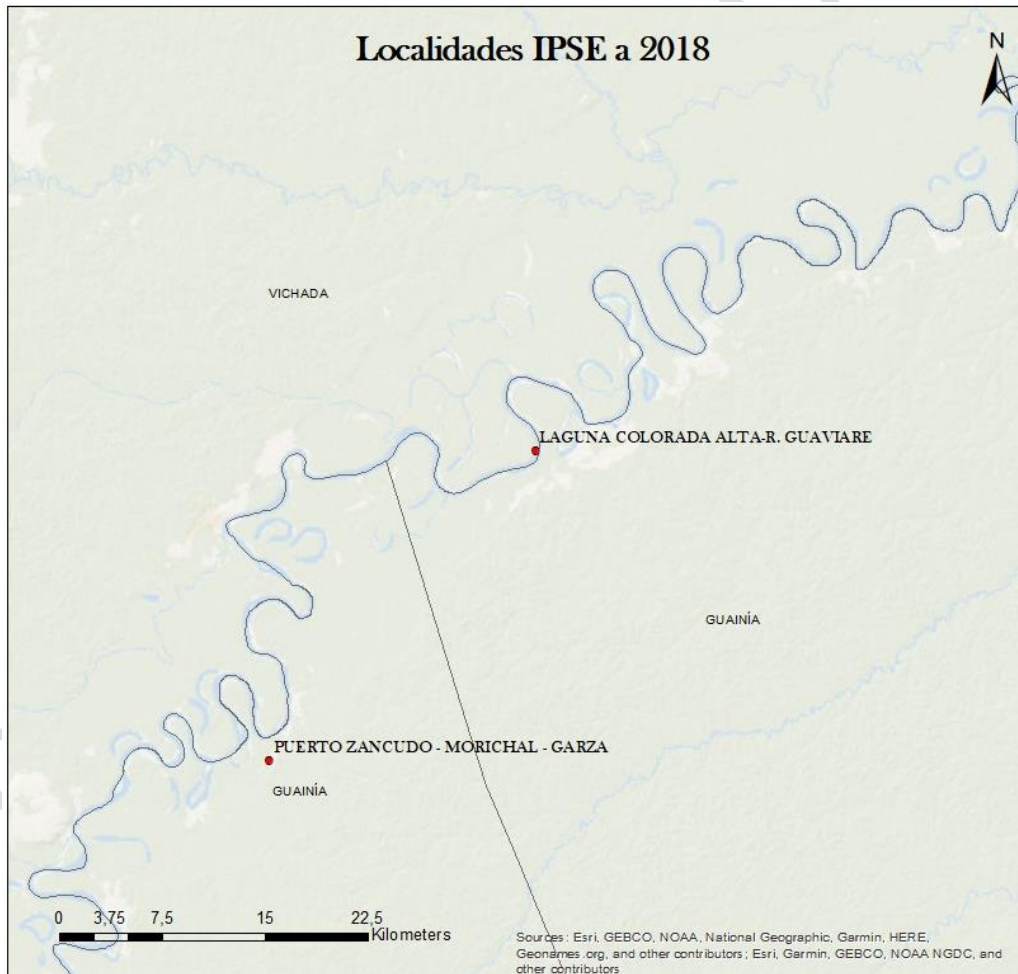 Localidades IPSE a 2018
N
VICHADA
LAGUNA COLORADA ALTA-R. GUAVIARE
GUAINÍA
PUERTO ZANCUDO - MORICHAL - GARZA
GUAINÍA
0 3,75 7,5 15 22,5
Kilometers
Sources: Esri, GEBCO, NOAA, National Geographic, Garmin, HERE,
Geonames.org, and other contributors; Esri, Garmin, GEBCO, NOAA NGDC, and
other contributors